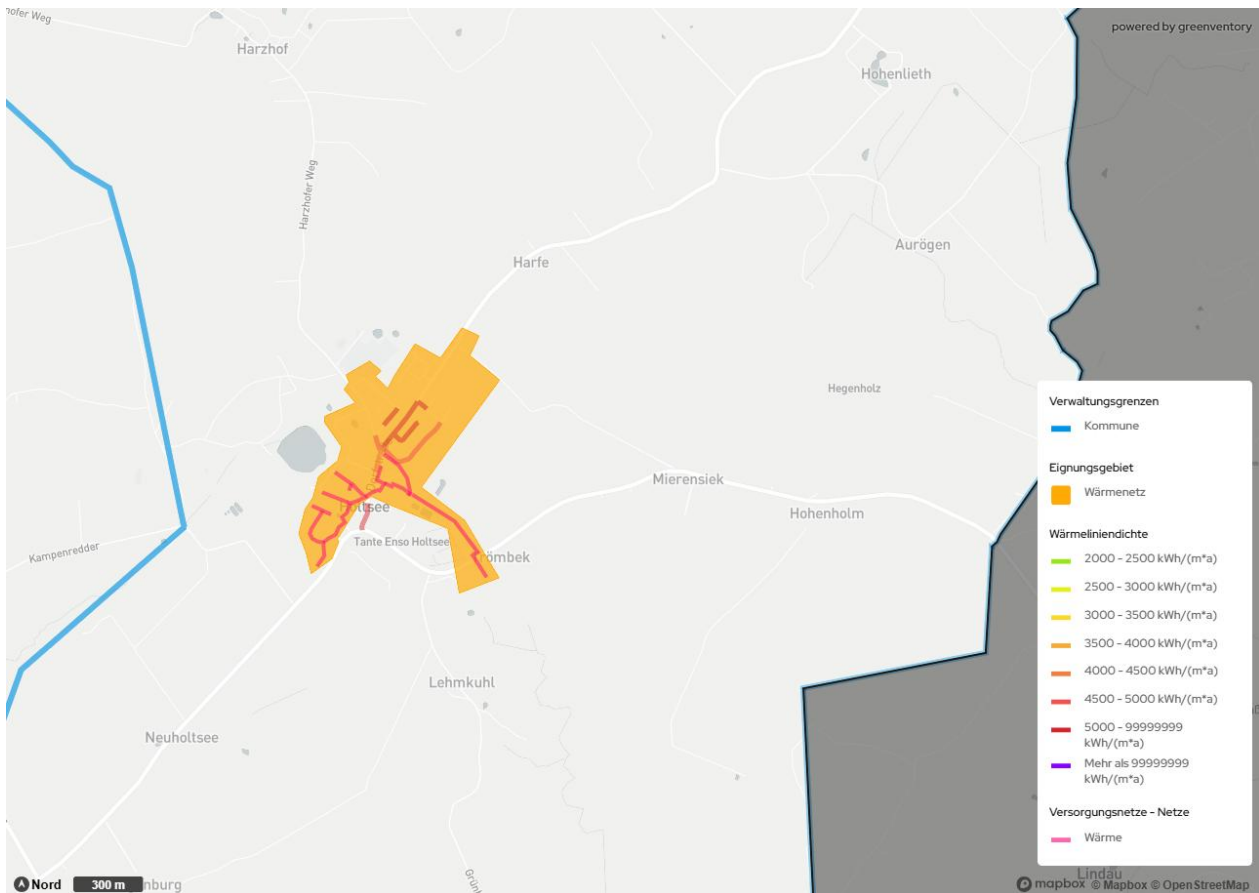 hofer Weg
Harzhof
powered by greenventory
Hohenlieth
Harzhofer Weg
Aurögen
Harfe
Hegenholz
Verwaltungsgrenzen
Kommune
Eignungsgebiet
Wärmenetz
Mierensiek
Holtsee
Hohenholm
Tante Enso Holtsee
Kampenredder
römbek
Wärmeliniendichte
2000 - 2500 kWh/(m*a)
2500 - 3000 kWh/(m*a)
3000 - 3500 kWh/(m*a)
3500 - 4000 kWh/(m*a)
4000 - 4500 kWh/(m*a)
4500 - 5000 kWh/(m*a)
5000 - 99999999
kWh/(m*a)
Mehr als 99999999
kWh/(m*a)
Lehmkuhl
Neuholtsee
Versorgungsnetze - Netze
Wärme
Lindau
Nord 300 m nburg
Grün
mapbox © Mapbox © OpenStreetMap